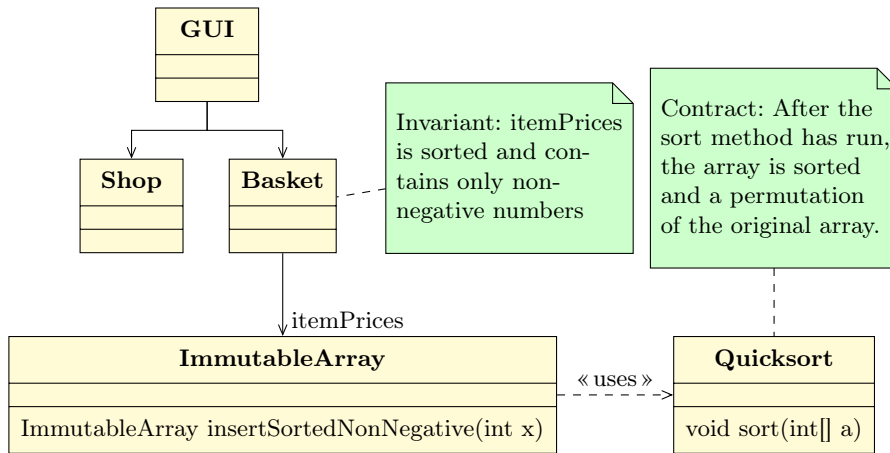 GUI
Shop
Basket
Invariant: itemPrices
is sorted and con-
tains only non-
negative numbers
Contract: After the
sort method has run,
the array is sorted
and a permutation
of the original array.
itemPrices
ImmutableArray
ImmutableArray insertSortedNonNegative(int x)
«uses»
Quicksort
void sort(int[] a)